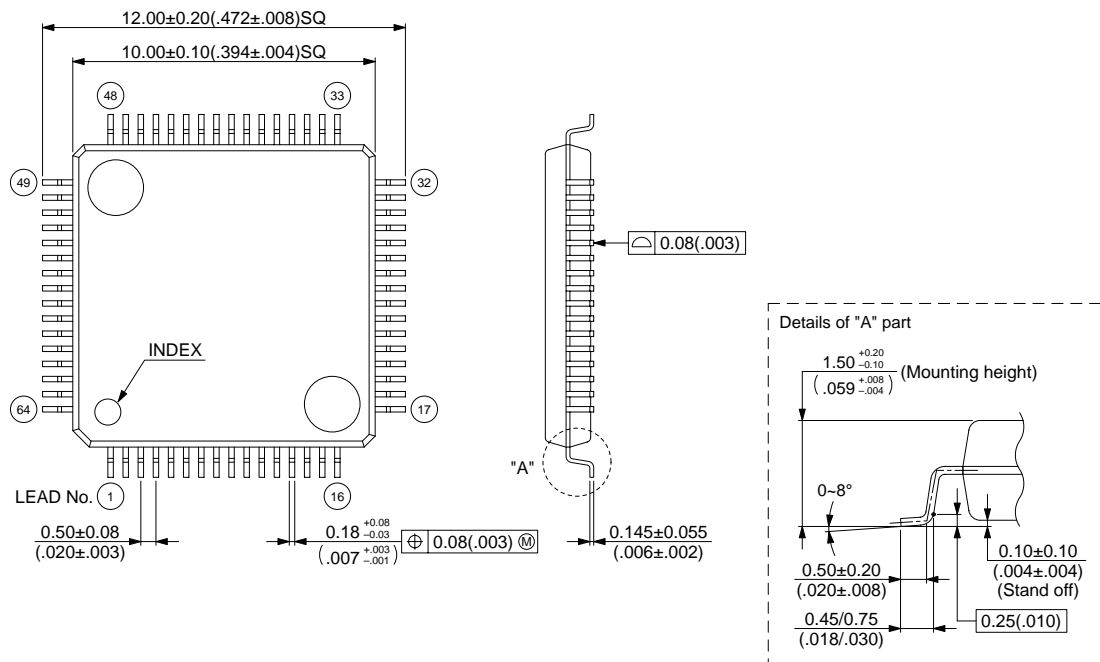 12.00±0.20(.472±.008)SQ
10.00±0.10(.394±.004)SQ
48
33
49
32
0.08(.003)
INDEX
64
17
"A"
LEAD No.
1
16
0.50±0.08
(.020±.003)
0.18 +0.08 −0.03
(.007 +.003 −.001)
⌖ 0.08(.003) Ⓜ
0.145±0.055
(.006±.002)
Details of "A" part
1.50 +0.20 −0.10
(.059 +.008 −.004)
(Mounting height)
0~8°
0.50±0.20
(.020±.008)
0.10±0.10
(.004±.004)
(Stand off)
0.45/0.75
(.018/.030)
0.25(.010)